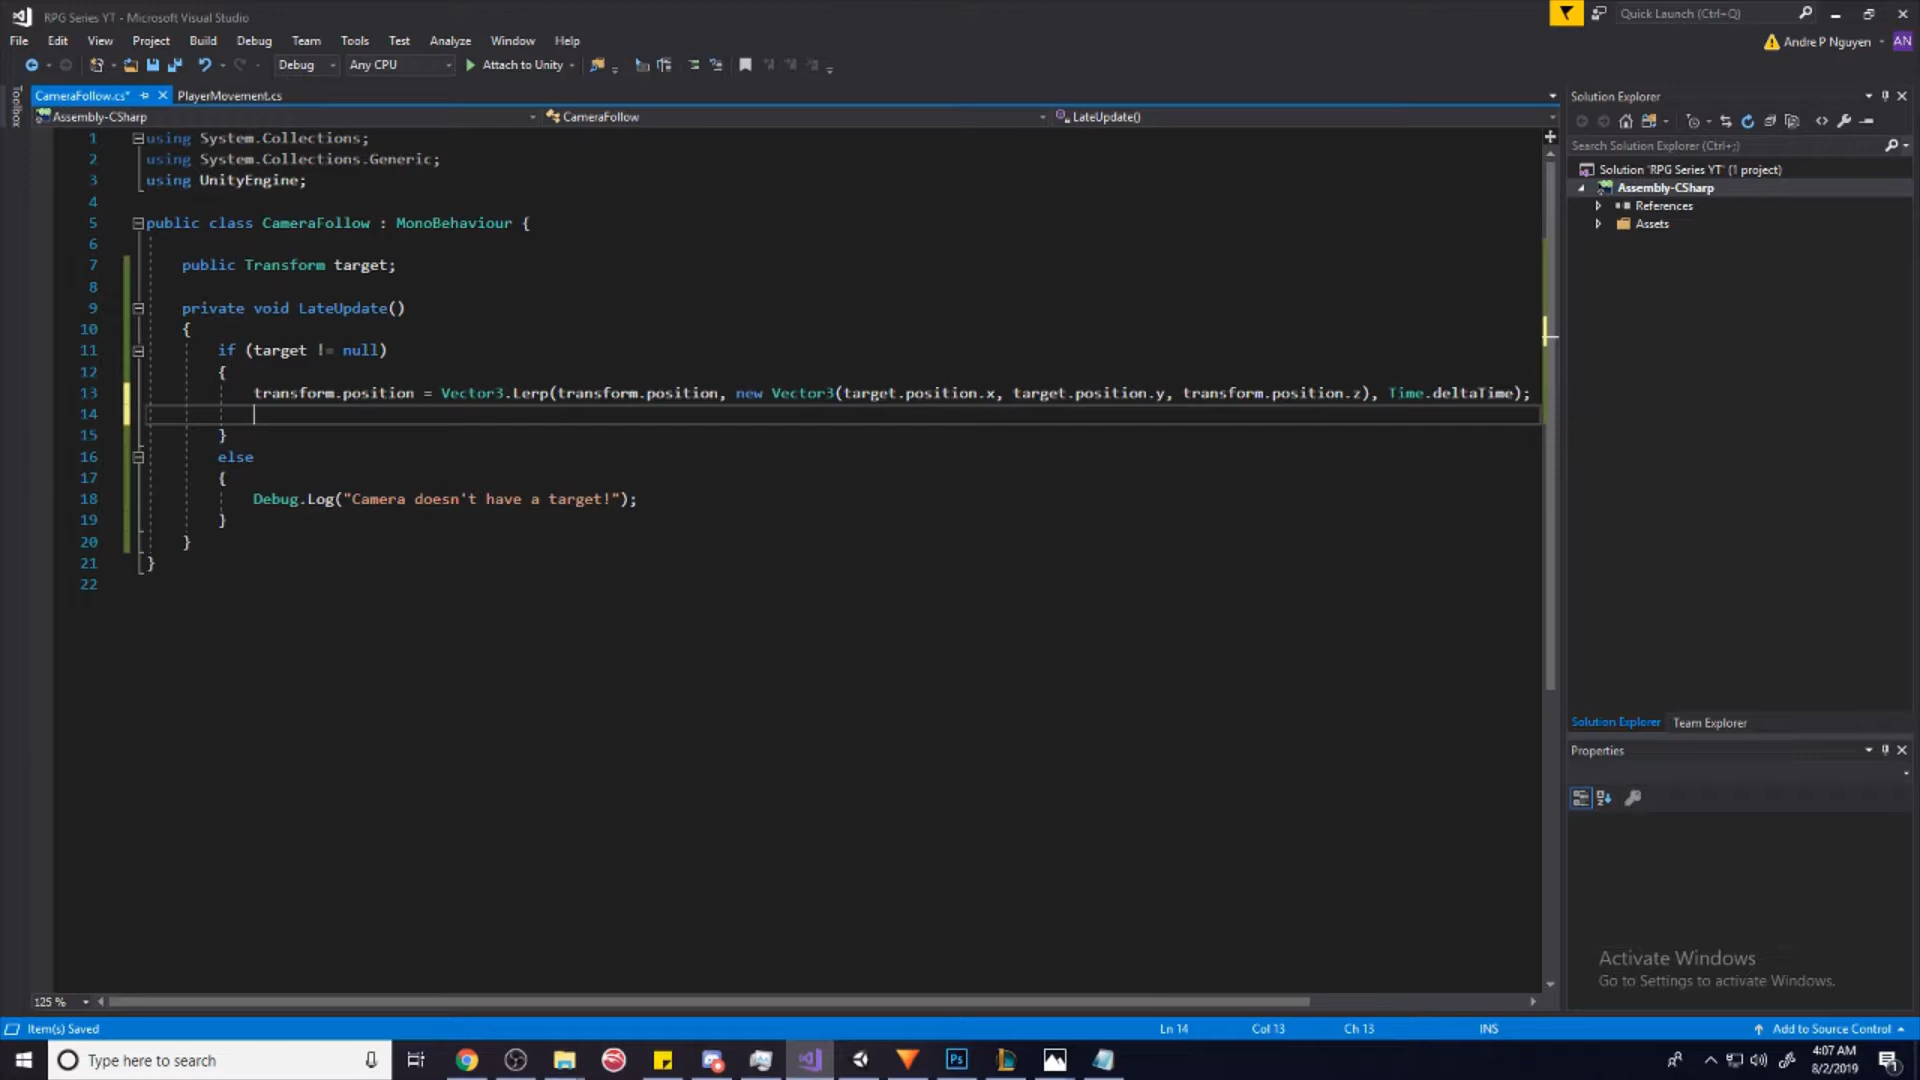 RPG Series YT - Microsoft Visual Studio
Quick Launch (Ctrl+Q)
File Edit View Project Build Debug Team Tools Test Analyze Window Help
Andre P Nguyen AN
Debug Any CPU Attach to Unity
Toolbox
CameraFollow.cs* PlayerMovement.cs
Assembly-CSharp CameraFollow LateUpdate()
1 using System.Collections;
2 using System.Collections.Generic;
3 using UnityEngine;
4
5 public class CameraFollow : MonoBehaviour {
6
7 public Transform target;
8
9 private void LateUpdate()
10 {
11 if (target != null)
12 {
13 transform.position = Vector3.Lerp(transform.position, new Vector3(target.position.x, target.position.y, transform.position.z), Time.deltaTime);
14
15 }
16 else
17 {
18 Debug.Log("Camera doesn't have a target!");
19 }
20 }
21 }
22
Solution Explorer
Search Solution Explorer (Ctrl+;)
Solution 'RPG Series YT' (1 project)
Assembly-CSharp
References
Assets
Solution Explorer Team Explorer
Properties
Activate Windows
Go to Settings to activate Windows.
125 %
Item(s) Saved Ln 14 Col 13 Ch 13 INS Add to Source Control
Type here to search
Ps
4:07 AM
8/2/2019
1